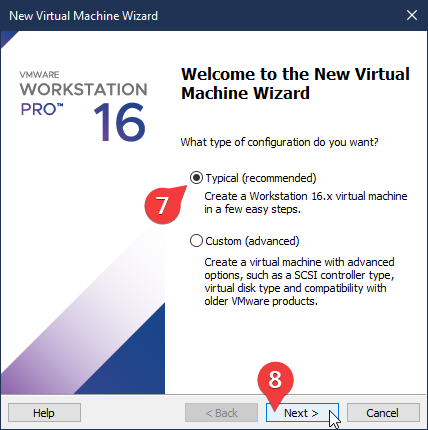 New Virtual Machine Wizard
VMWARE
WORKSTATION
PRO™ 16
Welcome to the New Virtual
Machine Wizard
What type of configuration do you want?
Typical (recommended)
Create a Workstation 16.x virtual machine
in a few easy steps.
7
Custom (advanced)
Create a virtual machine with advanced
options, such as a SCSI controller type,
virtual disk type and compatibility with
older VMware products.
8
Help
< Back
Next >
Cancel